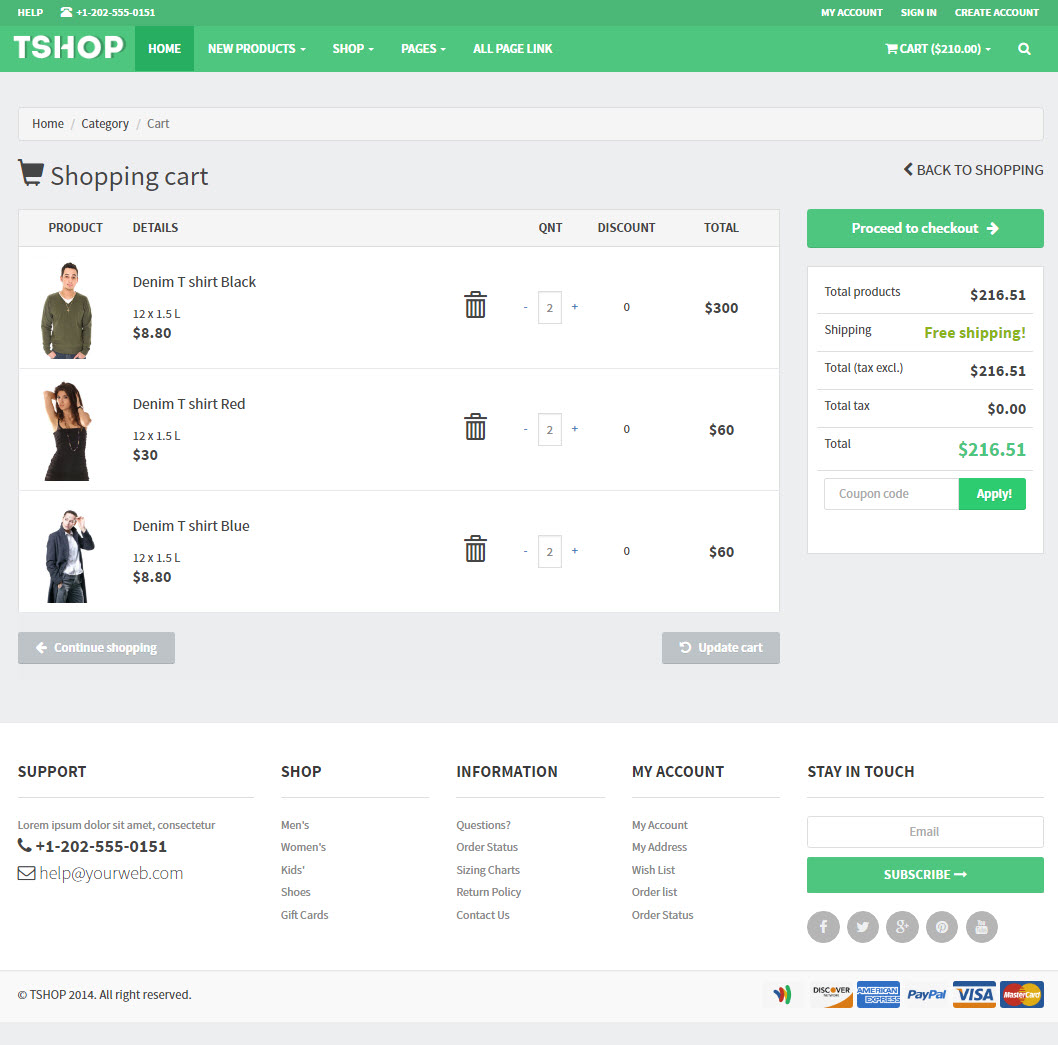 HELP +1-202-555-0151 MY ACCOUNT SIGN IN CREATE ACCOUNT
TSHOP HOME NEW PRODUCTS SHOP PAGES ALL PAGE LINK CART ($210.00)
Home / Category / Cart
Shopping cart BACK TO SHOPPING
PRODUCT DETAILS QNT DISCOUNT TOTAL
Denim T shirt Black
12 x 1.5 L
$8.80
- 2 + 0 $300
Denim T shirt Red
12 x 1.5 L
$30
- 2 + 0 $60
Denim T shirt Blue
12 x 1.5 L
$8.80
- 2 + 0 $60
Continue shopping Update cart
Proceed to checkout
Total products $216.51
Shipping Free shipping!
Total (tax excl.) $216.51
Total tax $0.00
Total $216.51
Coupon code Apply!
SUPPORT
Lorem ipsum dolor sit amet, consectetur
+1-202-555-0151
help@yourweb.com
SHOP
Men's
Women's
Kids'
Shoes
Gift Cards
INFORMATION
Questions?
Order Status
Sizing Charts
Return Policy
Contact Us
MY ACCOUNT
My Account
My Address
Wish List
Order list
Order Status
STAY IN TOUCH
Email
SUBSCRIBE
© TSHOP 2014. All right reserved.
DISCOVER NETWORK AMERICAN EXPRESS PayPal VISA MasterCard